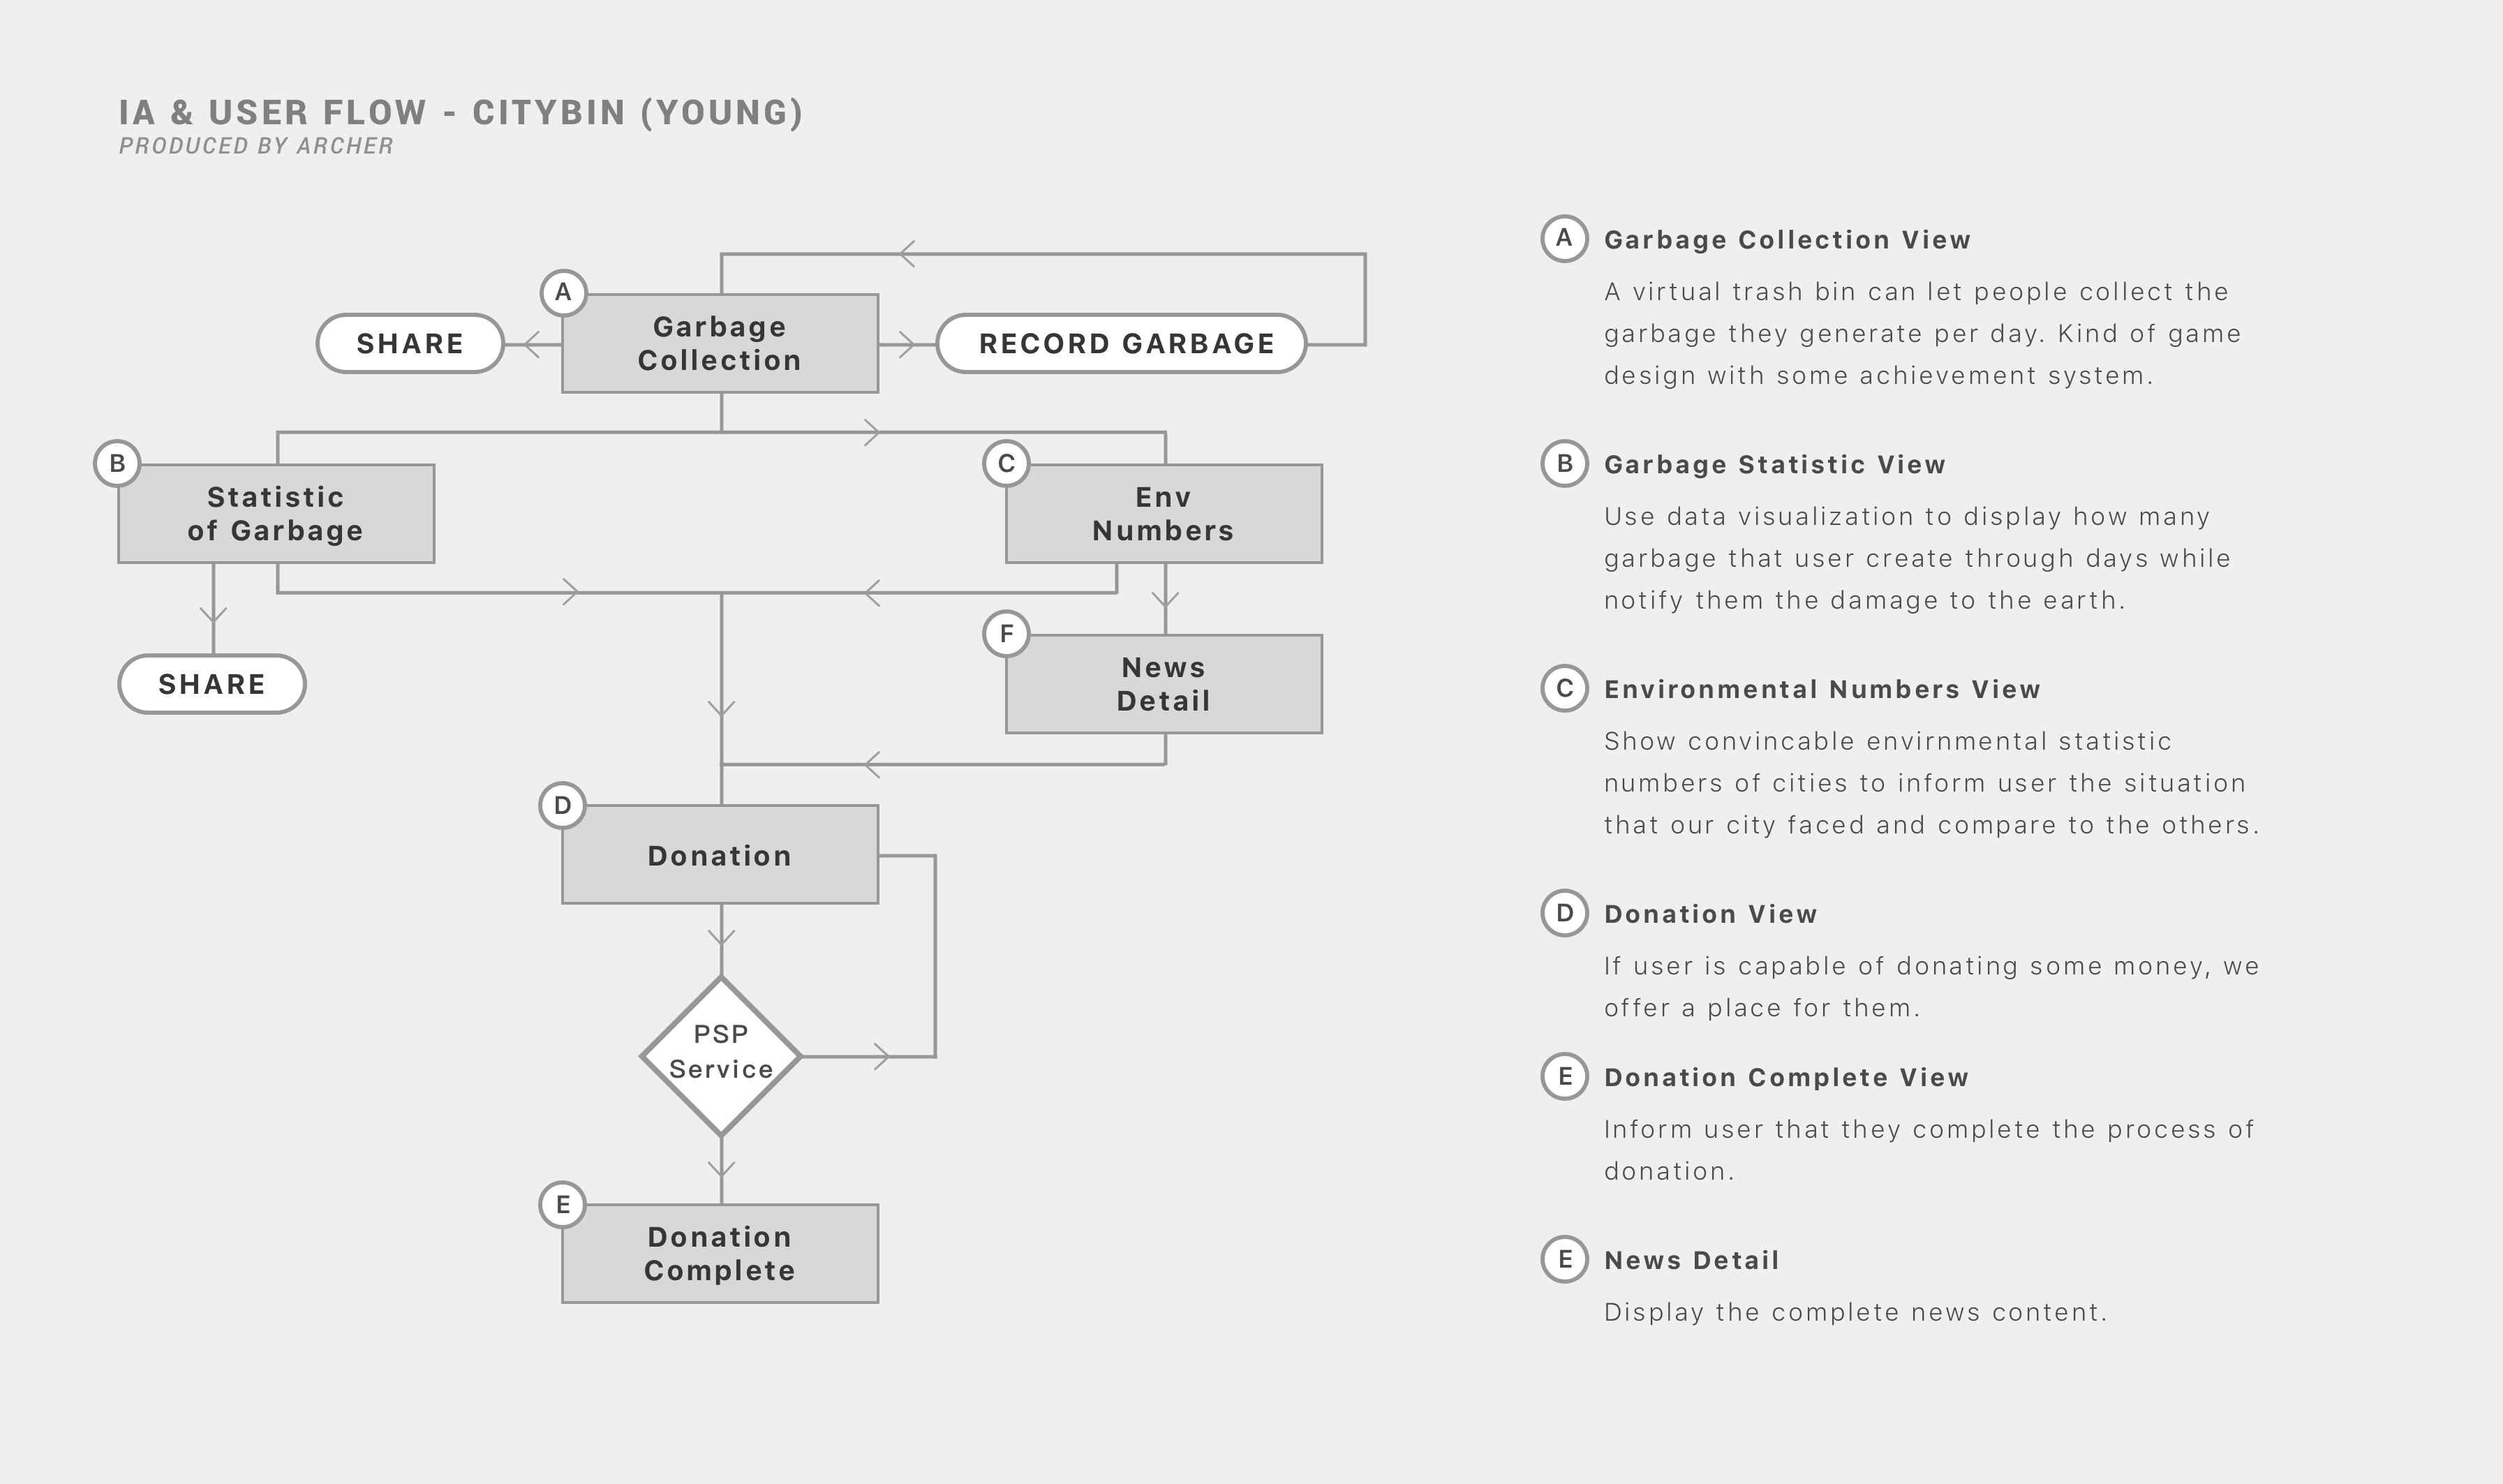 IA & USER FLOW - CITYBIN (YOUNG)
PRODUCED BY ARCHER
A
Garbage
Collection
SHARE
RECORD GARBAGE
B
Statistic
of Garbage
C
Env
Numbers
SHARE
F
News
Detail
D
Donation
PSP
Service
E
Donation
Complete
A Garbage Collection View
A virtual trash bin can let people collect the
garbage they generate per day. Kind of game
design with some achievement system.
B Garbage Statistic View
Use data visualization to display how many
garbage that user create through days while
notify them the damage to the earth.
C Environmental Numbers View
Show convincable envirnmental statistic
numbers of cities to inform user the situation
that our city faced and compare to the others.
D Donation View
If user is capable of donating some money, we
offer a place for them.
E Donation Complete View
Inform user that they complete the process of
donation.
E News Detail
Display the complete news content.